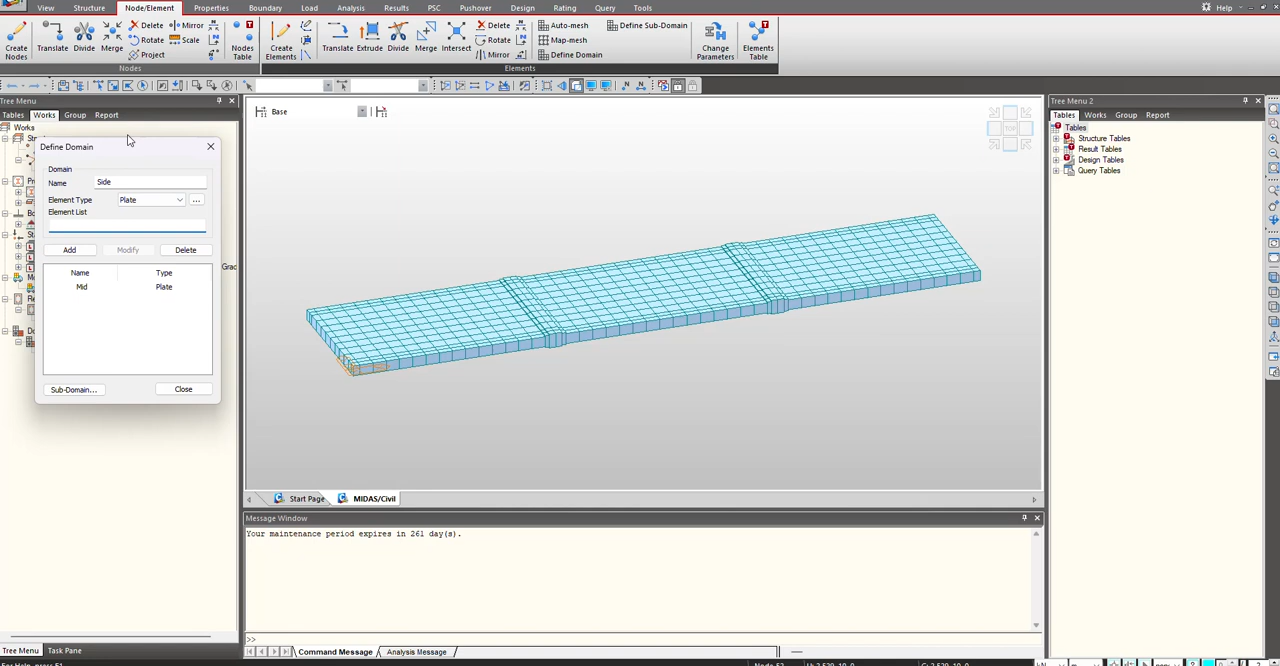 View Structure Node/Element Properties Boundary Load Analysis Results PSC Pushover Design Rating Query Tools Help
Create Nodes
Translate
Divide
Merge
Delete
Rotate
Project
Mirror
Scale
Nodes Table
Create Elements
Translate
Extrude
Divide
Merge
Intersect
Delete
Rotate
Mirror
Auto-mesh
Map-mesh
Define Domain
Define Sub-Domain
Change Parameters
Elements Table
Nodes
Elements
Tree Menu
Tables Works Group Report
Works
Define Domain
Domain
Name Side
Element Type Plate ...
Element List
Add Modify Delete
Name Type
Mid Plate
Sub-Domain... Close
Base
TOP
Start Page MIDAS/Civil
Message Window
Your maintenance period expires in 261 day(s).
>>
Command Message Analysis Message
Tree Menu Task Pane
Tree Menu 2
Tables Works Group Report
Tables
Structure Tables
Result Tables
Design Tables
Query Tables